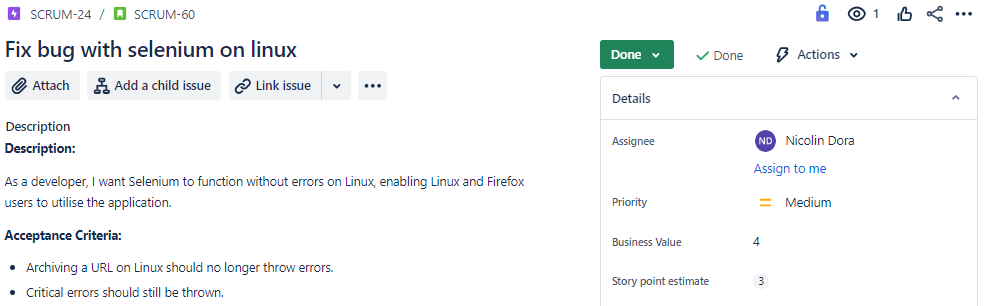 SCRUM-24 / SCRUM-60 1
Fix bug with selenium on linux
Done Done Actions
Attach Add a child issue Link issue
Details
Description
Description:
Assignee ND Nicolin Dora
Assign to me
As a developer, I want Selenium to function without errors on Linux, enabling Linux and Firefox
users to utilise the application.
Priority Medium
Acceptance Criteria:
Business Value 4
Archiving a URL on Linux should no longer throw errors.
Story point estimate 3
Critical errors should still be thrown.